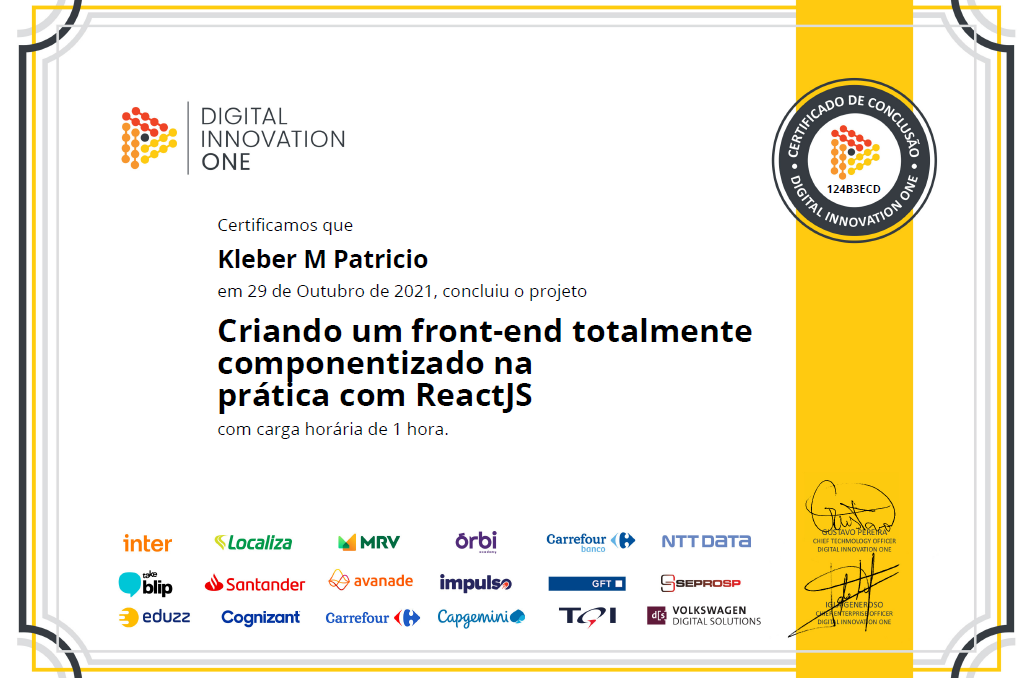 DIGITAL
INNOVATION
ONE
CERTIFICADO DE CONCLUSÃO
124B3ECD
DIGITAL INNOVATION ONE
Certificamos que
Kleber M Patricio
em 29 de Outubro de 2021, concluiu o projeto
Criando um front-end totalmente
componentizado na
prática com ReactJS
com carga horária de 1 hora.
inter
Localiza
MRV
órbi
academy
Carrefour
banco
NTT DATA
take
blip
Santander
avanade
impulso
GFT
SEPROSP
eduzz
Cognizant
Carrefour
Capgemini
d[s]
VOLKSWAGEN
DIGITAL SOLUTIONS
GUSTAVO PEREIRA
CHIEF TECHNOLOGY OFFICER
DIGITAL INNOVATION ONE
GENEROSO
CHIEF ENTERPRISE OFFICER
DIGITAL INNOVATION ONE